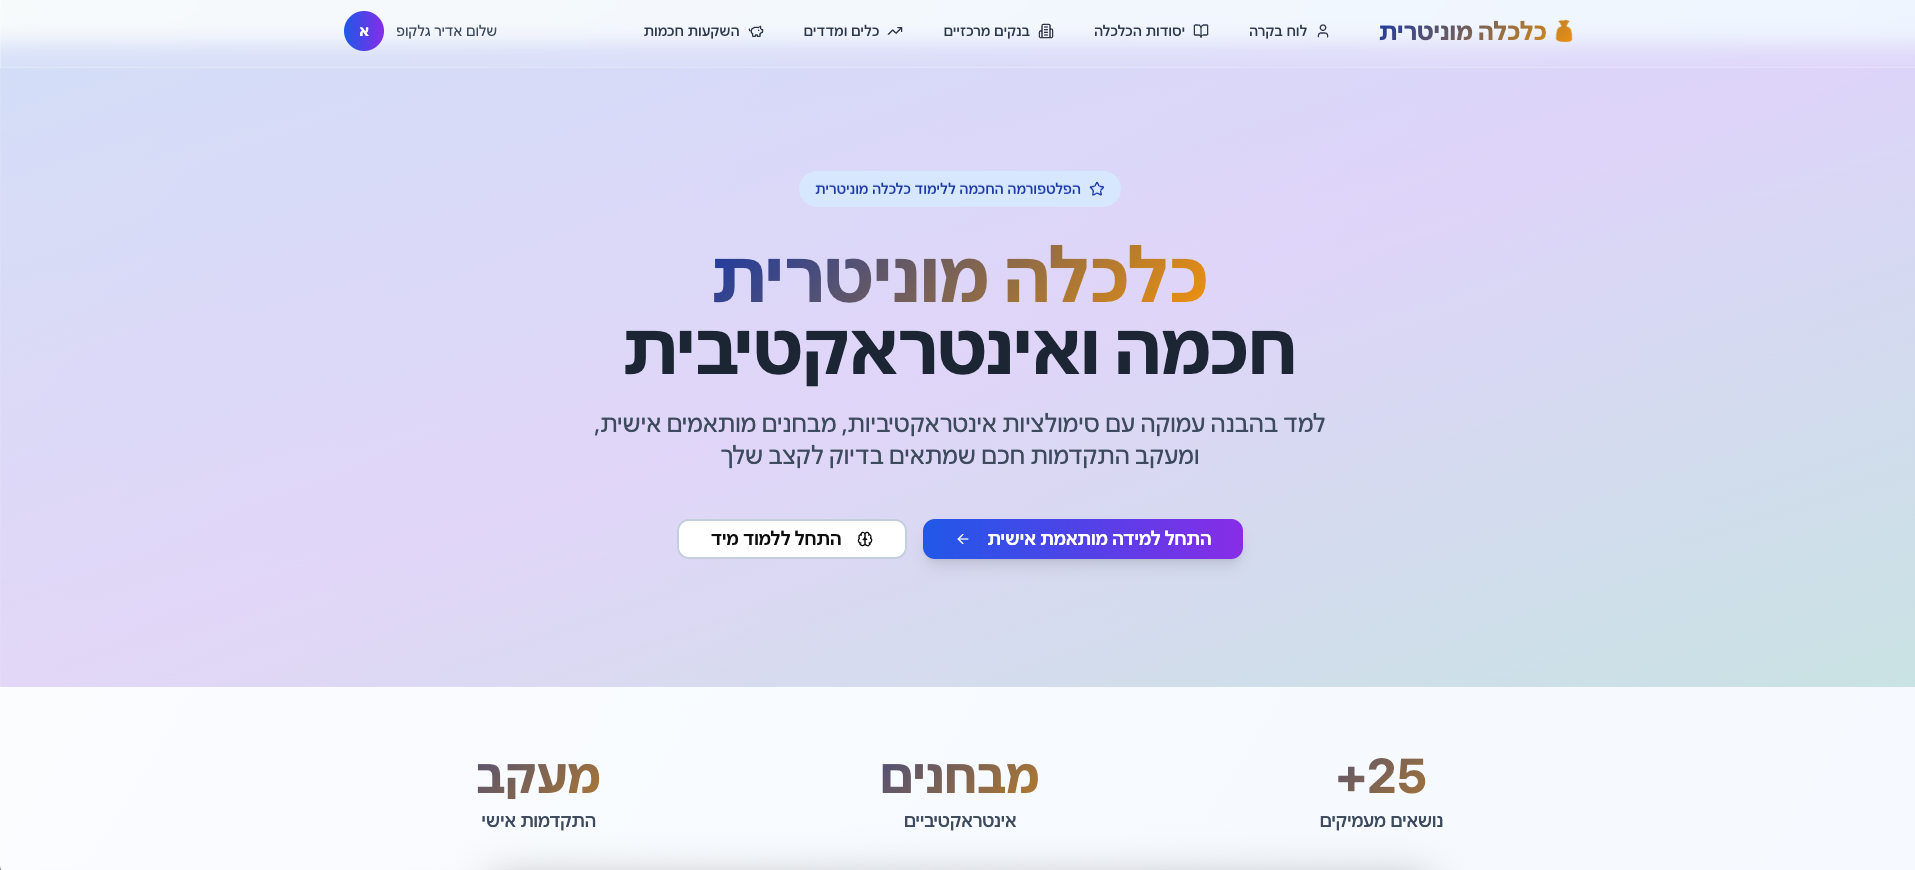 כלכלה מוניטרית
לוח בקרה
יסודות הכלכלה
בנקים מרכזיים
כלים ומדדים
השקעות חכמות
שלום אדיר גלקופ
א
הפלטפורמה החכמה ללימוד כלכלה מוניטרית
כלכלה מוניטרית
חכמה ואינטראקטיבית
למד בהבנה עמוקה עם סימולציות אינטראקטיביות, מבחנים מותאמים אישית,
ומעקב התקדמות חכם שמתאים בדיוק לקצב שלך
התחל למידה מותאמת אישית
התחל ללמוד מיד
25+
נושאים מעמיקים
מבחנים
אינטראקטיביים
מעקב
התקדמות אישי